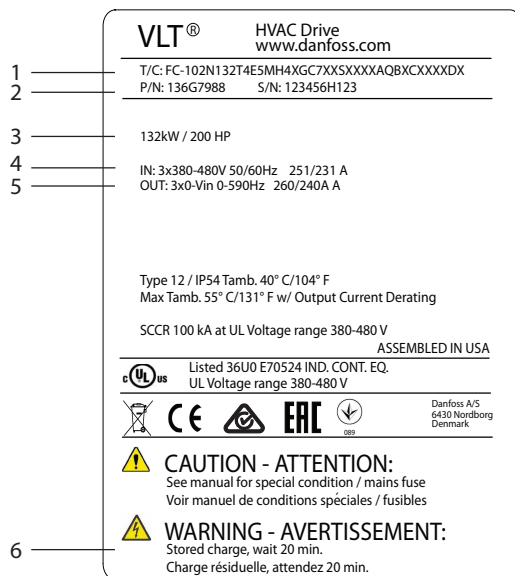 VLT® HVAC Drive
www.danfoss.com
1 T/C: FC-102N132T4E5MH4XGC7XXSXXXXAQBXCXXXXDX
2 P/N: 136G7988 S/N: 123456H123
3 132kW / 200 HP
4 IN: 3x380-480V 50/60Hz 251/231 A
5 OUT: 3x0-Vin 0-590Hz 260/240A A
Type 12 / IP54 Tamb. 40° C/104° F
Max Tamb. 55° C/131° F w/ Output Current Derating
SCCR 100 kA at UL Voltage range 380-480 V
ASSEMBLED IN USA
c UL us Listed 36U0 E70524 IND. CONT. EQ.
UL Voltage range 380-480 V
CE EAC 089
Danfoss A/S
6430 Nordborg
Denmark
CAUTION - ATTENTION:
See manual for special condition / mains fuse
Voir manuel de conditions spéciales / fusibles
WARNING - AVERTISSEMENT:
6 Stored charge, wait 20 min.
Charge résiduelle, attendez 20 min.